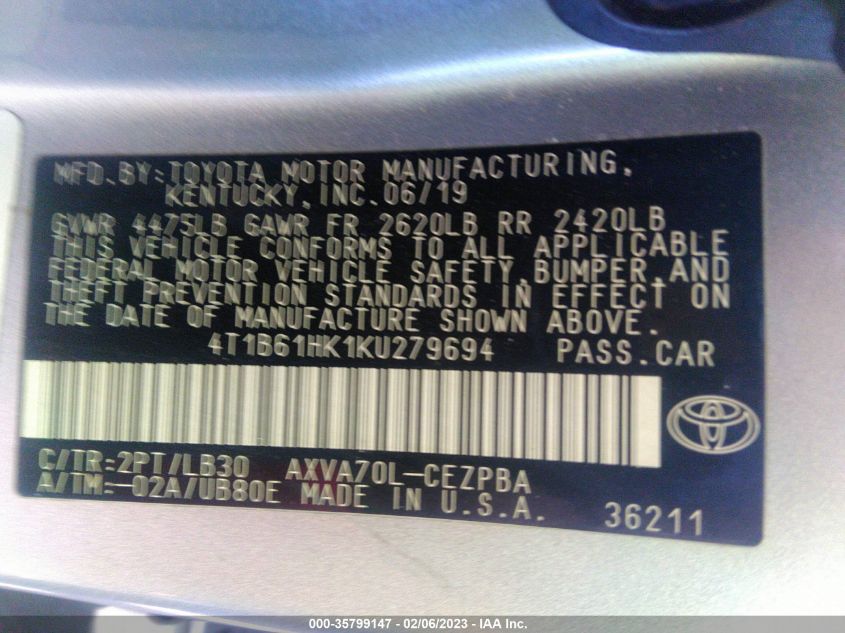 MFD.BY:TOYOTA MOTOR MANUFACTURING,
KENTUCKY, INC.06/19
GVWR 4475LB GAWR FR 2620LB RR 2420LB
THIS VEHICLE CONFORMS TO ALL APPLICABLE
FEDERAL MOTOR VEHICLE SAFETY,BUMPER,AND
THEFT PREVENTION STANDARDS IN EFFECT ON
THE DATE OF MANUFACTURE SHOWN ABOVE.
4T1B61HK1KU279694 PASS.CAR
C/TR:2PT/LB30 AXVA70L-CEZPBA
A/TM:-02A/UB80E MADE IN U.S.A. 36211
000-35799147 - 02/06/2023 - IAA Inc.